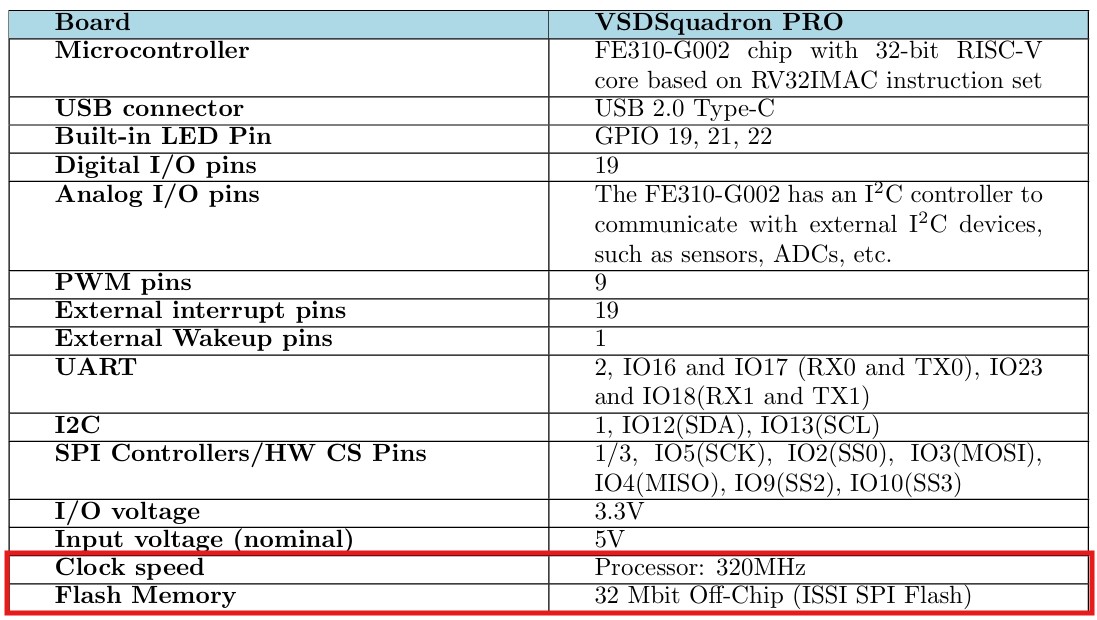 Board VSDSquadron PRO
Microcontroller FE310-G002 chip with 32-bit RISC-V
core based on RV32IMAC instruction set
USB connector USB 2.0 Type-C
Built-in LED Pin GPIO 19, 21, 22
Digital I/O pins 19
Analog I/O pins The FE310-G002 has an I²C controller to
communicate with external I²C devices,
such as sensors, ADCs, etc.
PWM pins 9
External interrupt pins 19
External Wakeup pins 1
UART 2, IO16 and IO17 (RX0 and TX0), IO23
and IO18(RX1 and TX1)
I2C 1, IO12(SDA), IO13(SCL)
SPI Controllers/HW CS Pins 1/3, IO5(SCK), IO2(SS0), IO3(MOSI),
IO4(MISO), IO9(SS2), IO10(SS3)
I/O voltage 3.3V
Input voltage (nominal) 5V
Clock speed Processor: 320MHz
Flash Memory 32 Mbit Off-Chip (ISSI SPI Flash)